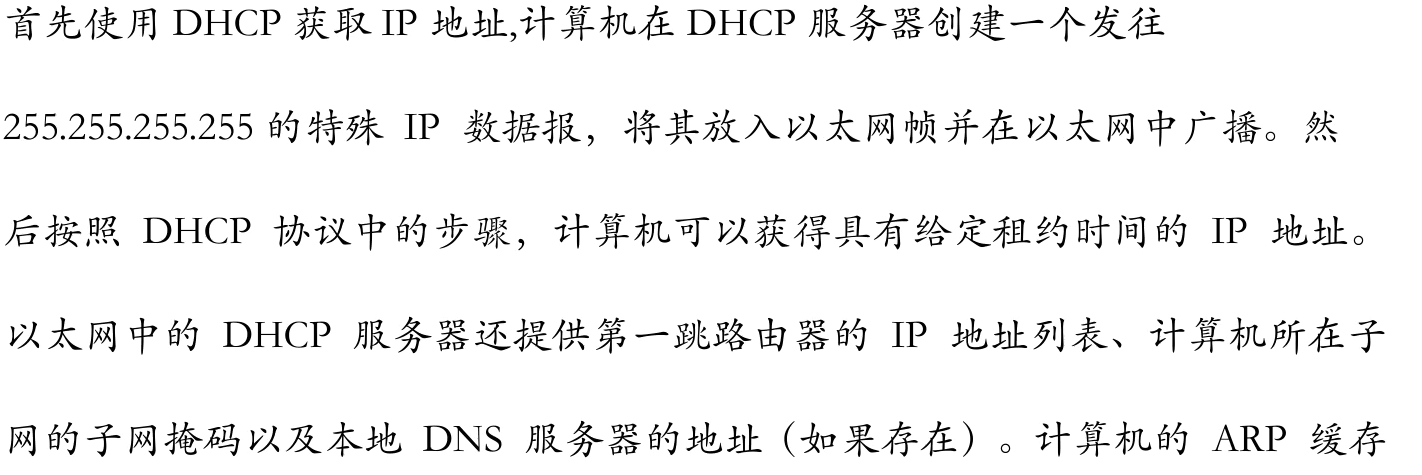 首先使用 DHCP 获取 IP 地址,计算机在 DHCP 服务器创建一个发往
255.255.255.255 的特殊 IP 数据报，将其放入以太网帧并在以太网中广播。然
后按照 DHCP 协议中的步骤，计算机可以获得具有给定租约时间的 IP 地址。
以太网中的 DHCP 服务器还提供第一跳路由器的 IP 地址列表、计算机所在子
网的子网掩码以及本地 DNS 服务器的地址（如果存在）。计算机的 ARP 缓存